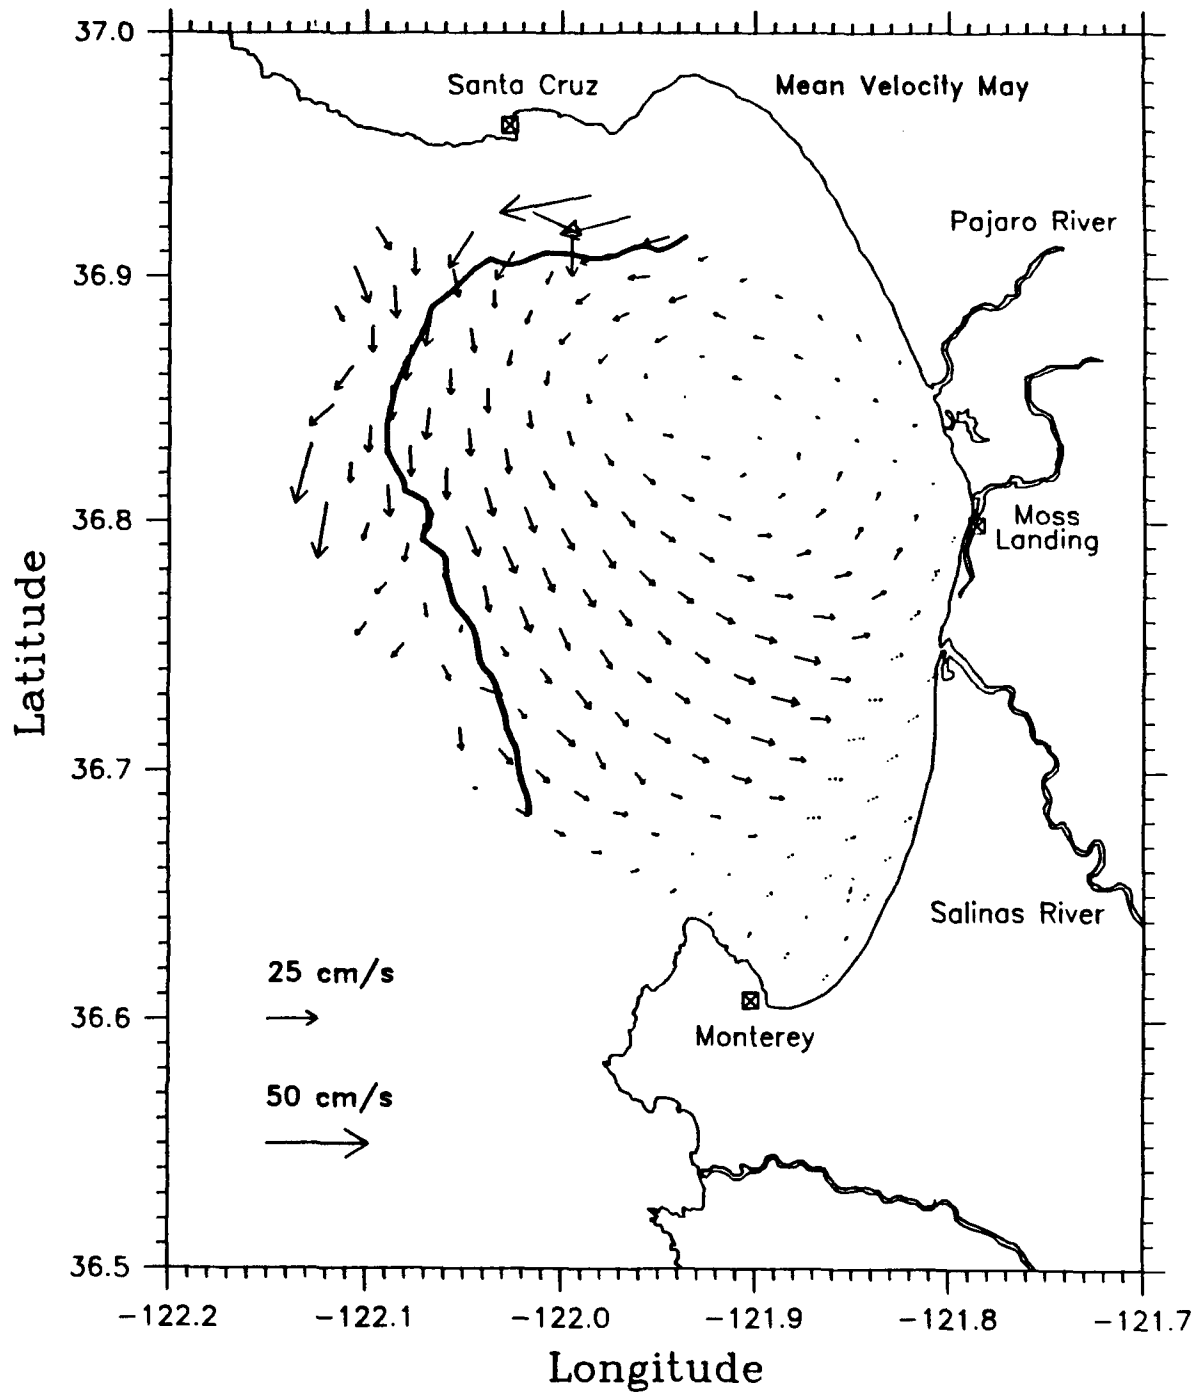 37.0
Santa Cruz
Mean Velocity May
Pajaro River
36.9
36.8
Moss
Landing
Latitude
36.7
Salinas River
25 cm/s
36.6
Monterey
50 cm/s
36.5
-122.2
-122.1
-122.0
-121.9
-121.8
-121.7
Longitude